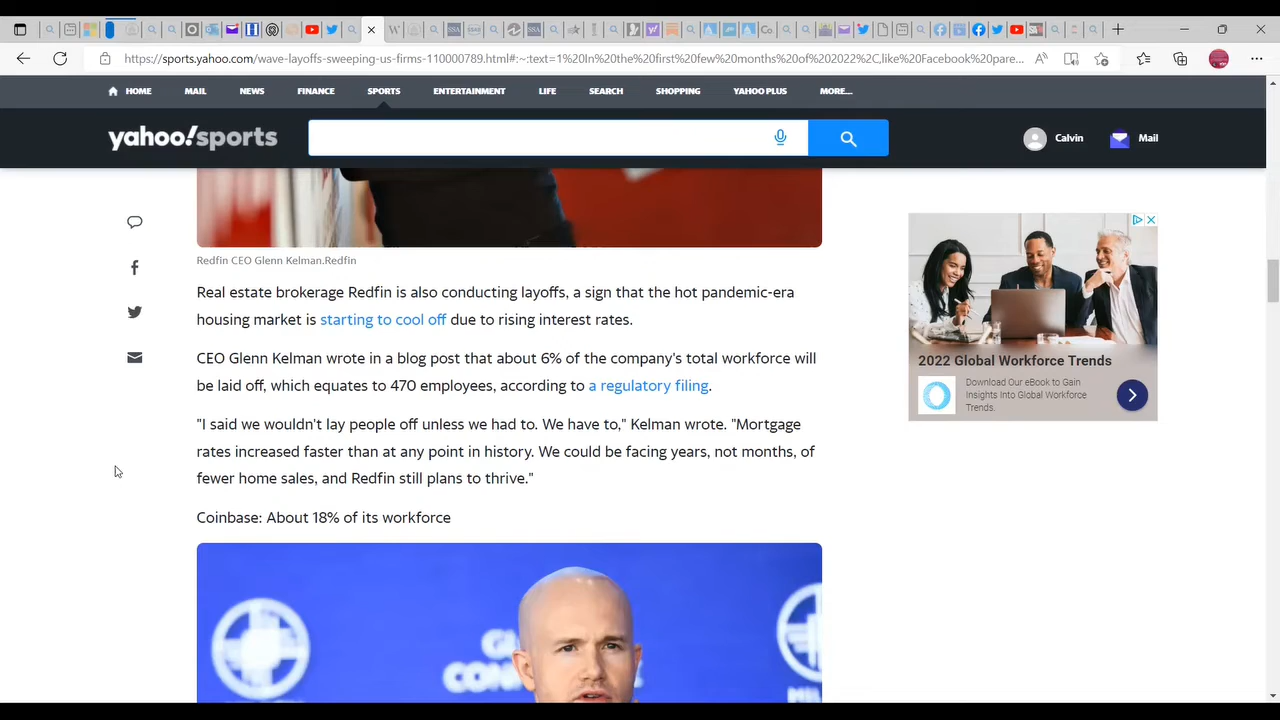 https://sports.yahoo.com/wave-layoffs-sweeping-us-firms-110000789.html#:~:text=1%20In%20the%20first%20few%20months%20of%202022%2C,like%20Facebook%20pare...
HOME MAIL NEWS FINANCE SPORTS ENTERTAINMENT LIFE SEARCH SHOPPING YAHOO PLUS MORE...
yahoo!sports
Calvin
Mail
Redfin CEO Glenn Kelman.Redfin
Real estate brokerage Redfin is also conducting layoffs, a sign that the hot pandemic-era
housing market is starting to cool off due to rising interest rates.
CEO Glenn Kelman wrote in a blog post that about 6% of the company's total workforce will
be laid off, which equates to 470 employees, according to a regulatory filing.
"I said we wouldn't lay people off unless we had to. We have to," Kelman wrote. "Mortgage
rates increased faster than at any point in history. We could be facing years, not months, of
fewer home sales, and Redfin still plans to thrive."
Coinbase: About 18% of its workforce
2022 Global Workforce Trends
Download Our eBook to Gain
Insights Into Global Workforce
Trends.